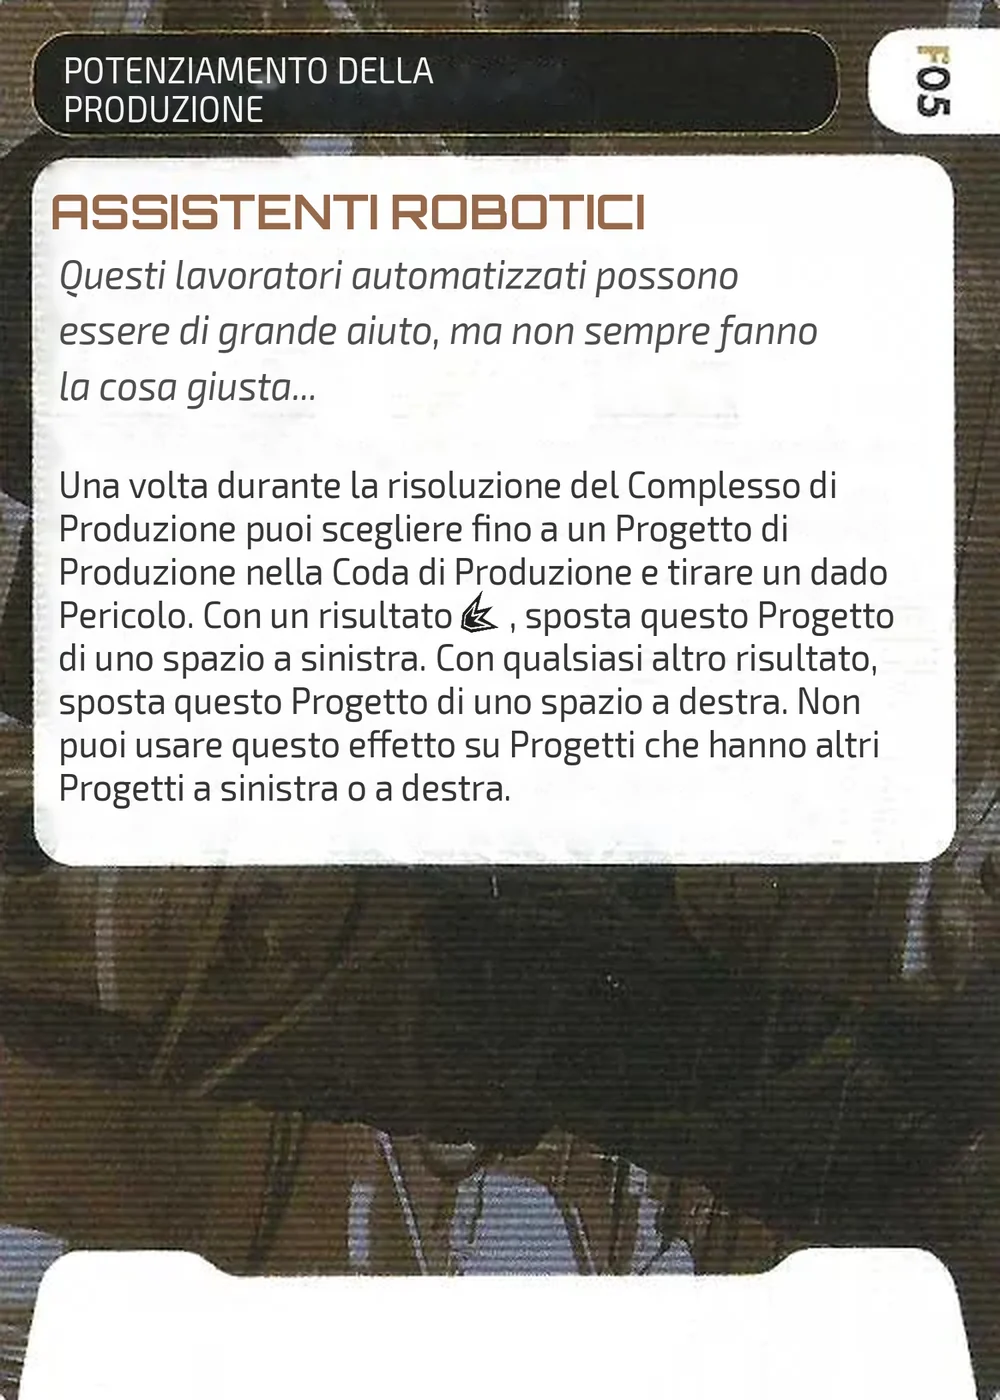 POTENZIAMENTO DELLA
PRODUZIONE
F05
ASSISTENTI ROBOTICI
Questi lavoratori automatizzati possono
essere di grande aiuto, ma non sempre fanno
la cosa giusta...
Una volta durante la risoluzione del Complesso di
Produzione puoi scegliere fino a un Progetto di
Produzione nella Coda di Produzione e tirare un dado
Pericolo. Con un risultato , sposta questo Progetto
di uno spazio a sinistra. Con qualsiasi altro risultato,
sposta questo Progetto di uno spazio a destra. Non
puoi usare questo effetto su Progetti che hanno altri
Progetti a sinistra o a destra.